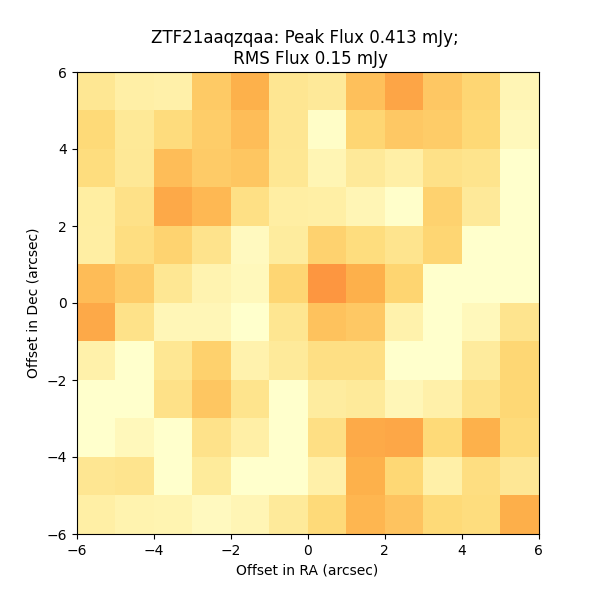 ZTF21aaqzqaa: Peak Flux 0.413 mJy;
RMS Flux 0.15 mJy
6
4
2
0
−2
−4
−6
Offset in Dec (arcsec)
−6 −4 −2 0 2 4 6
Offset in RA (arcsec)